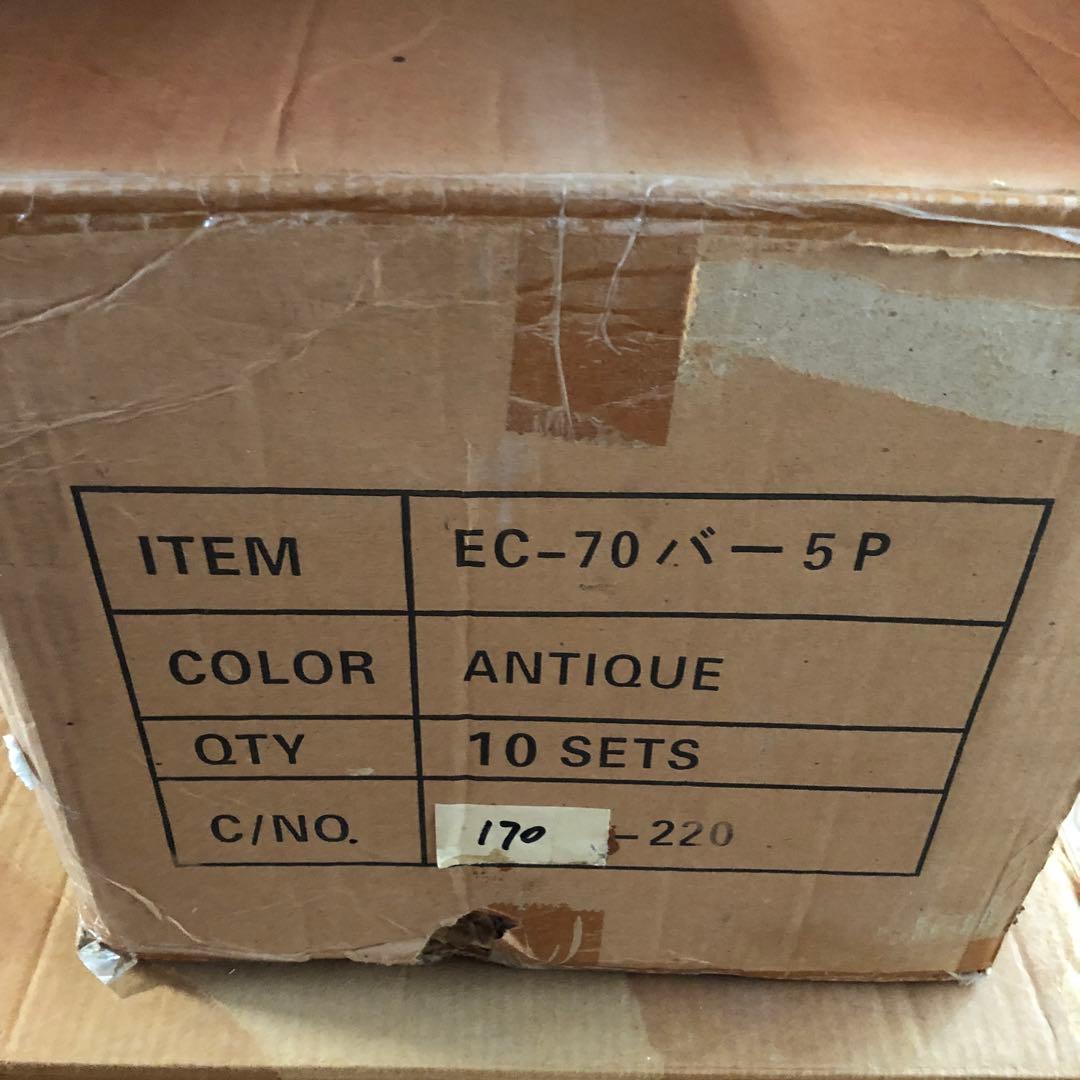 ITEM EC-70バー5P
COLOR ANTIQUE
QTY 10 SETS
C/NO. 170 -220